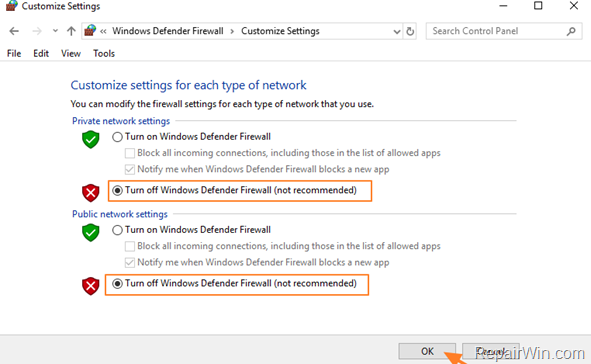 Customize Settings
« Windows Defender Firewall › Customize Settings
Search Control Panel
File Edit View Tools
Customize settings for each type of network
You can modify the firewall settings for each type of network that you use.
Private network settings
Turn on Windows Defender Firewall
Block all incoming connections, including those in the list of allowed apps
Notify me when Windows Defender Firewall blocks a new app
Turn off Windows Defender Firewall (not recommended)
Public network settings
Turn on Windows Defender Firewall
Block all incoming connections, including those in the list of allowed apps
Notify me when Windows Defender Firewall blocks a new app
Turn off Windows Defender Firewall (not recommended)
OK Cancel
RepairWin.com